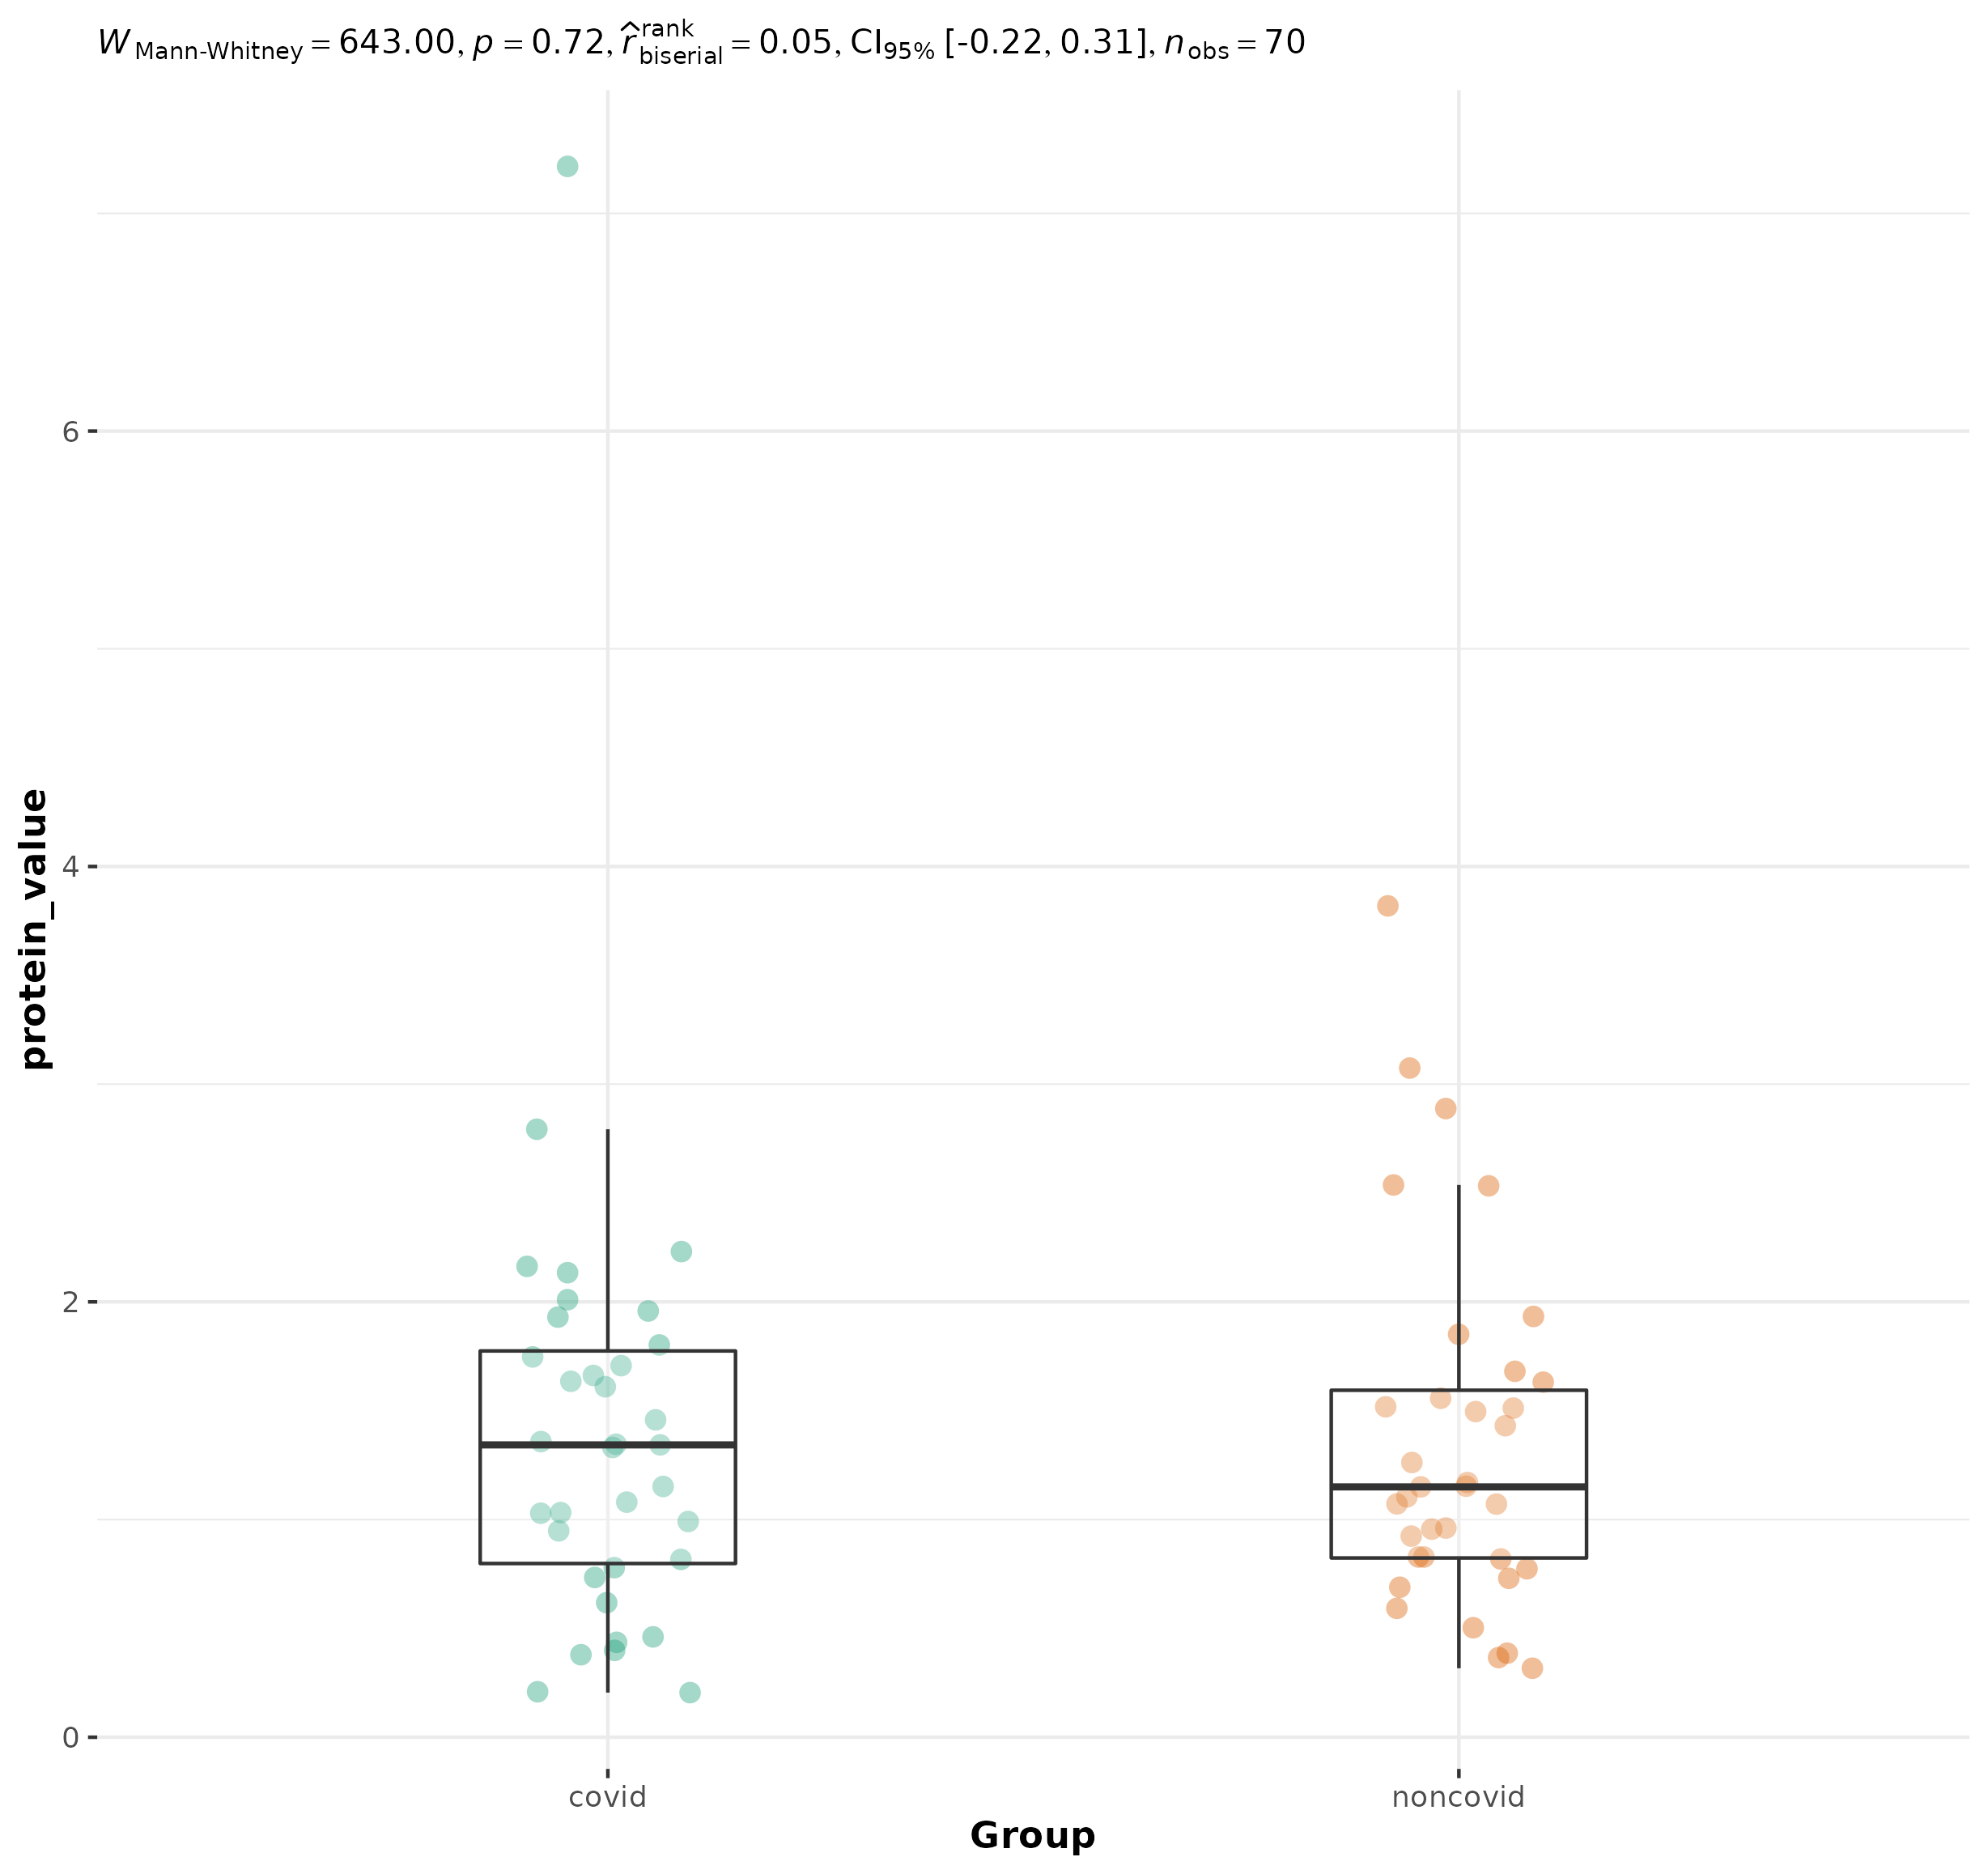 W Mann-Whitney = 643.00, p = 0.72, r̂ rank biserial = 0.05, CI95% [-0.22, 0.31], nobs = 70
protein_value
6
4
2
0
covid noncovid
Group